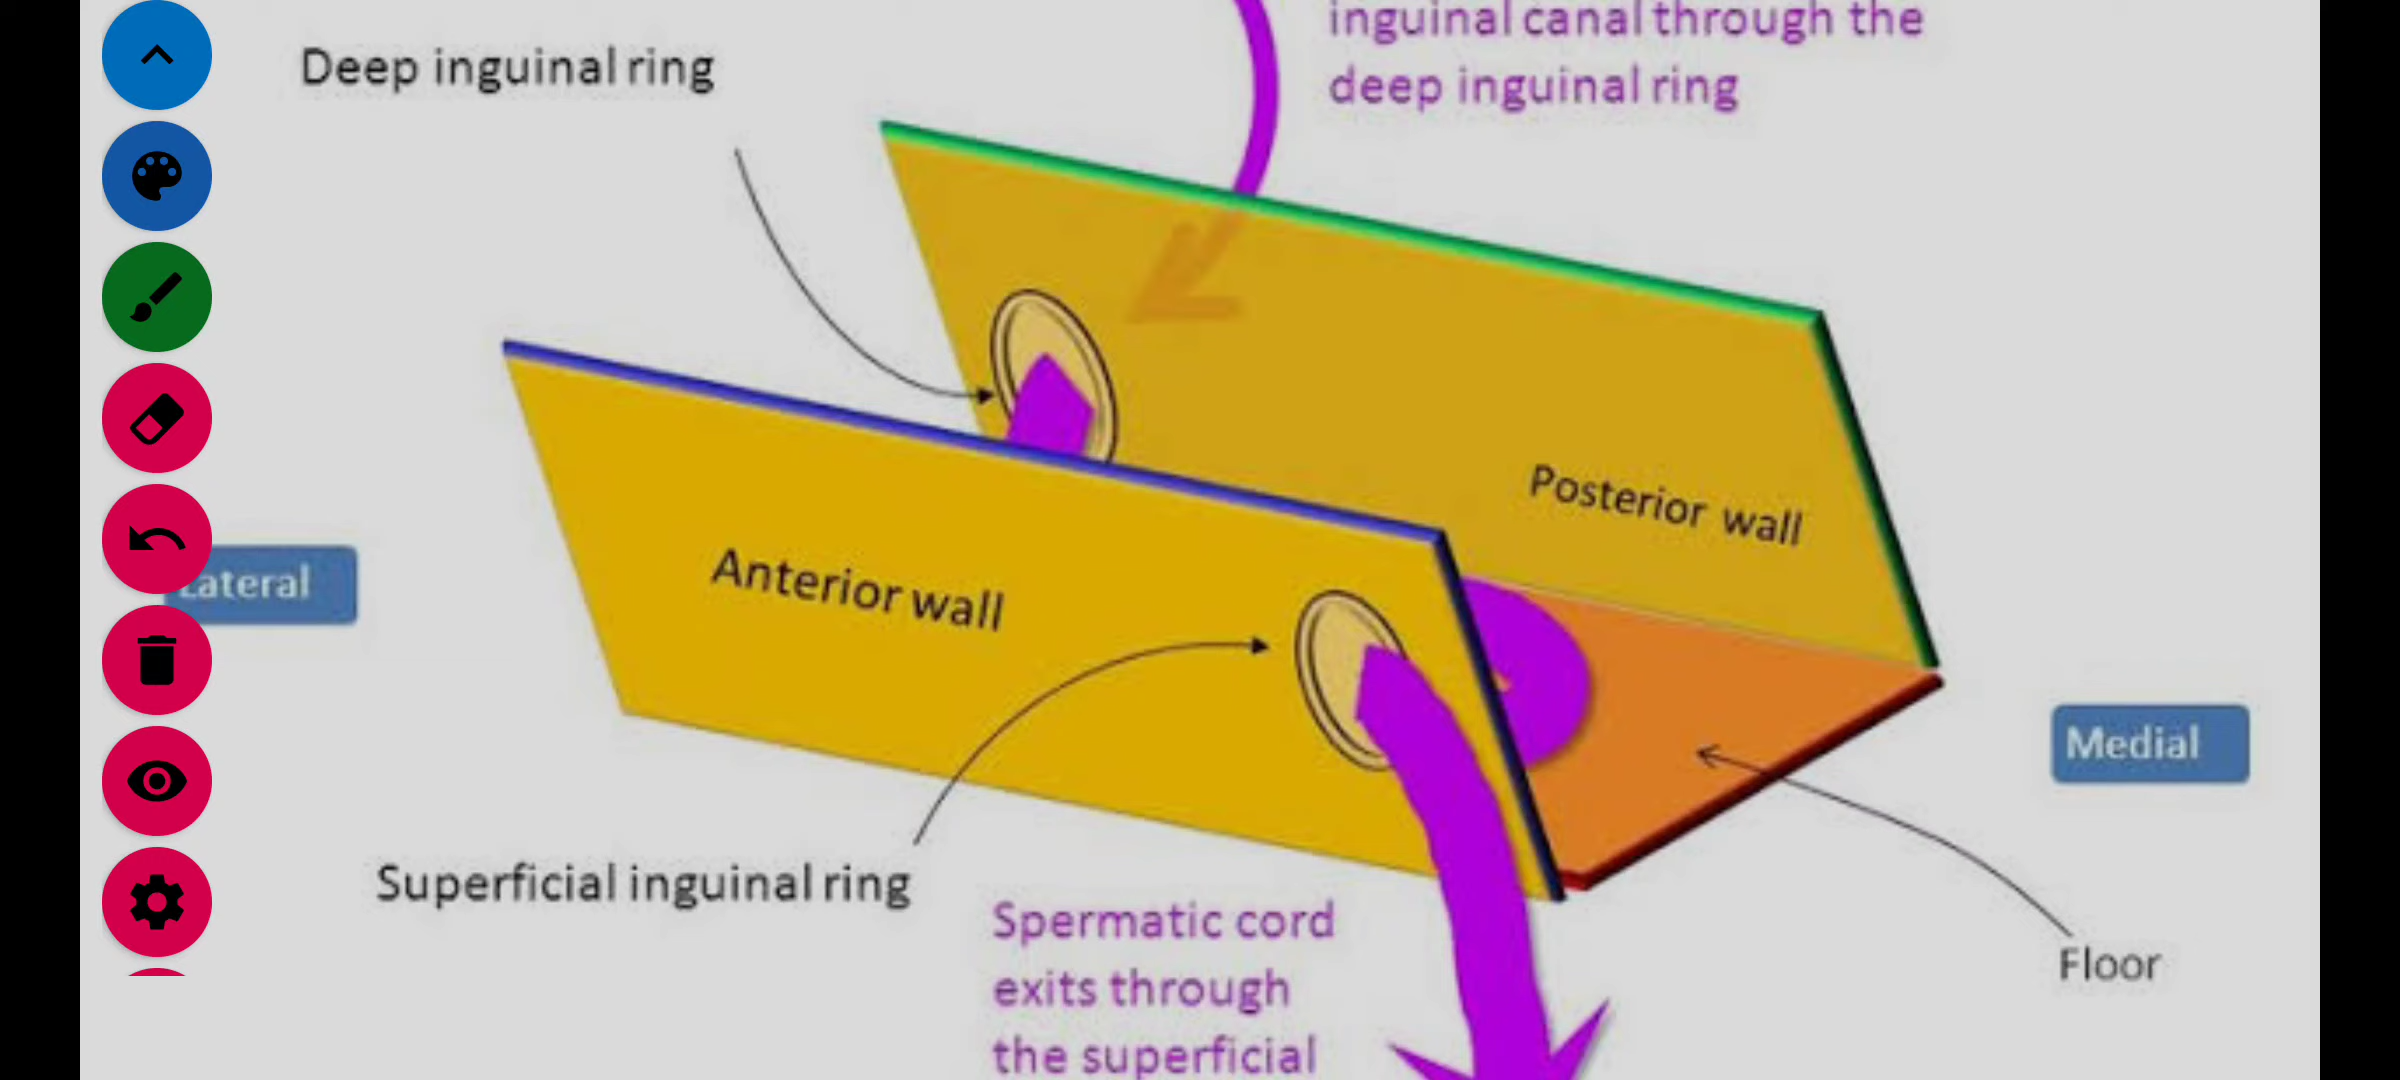 inguinal canal through the
deep inguinal ring
Deep inguinal ring
Posterior wall
Anterior wall
Lateral
Medial
Superficial inguinal ring
Spermatic cord
exits through
the superficial
Floor